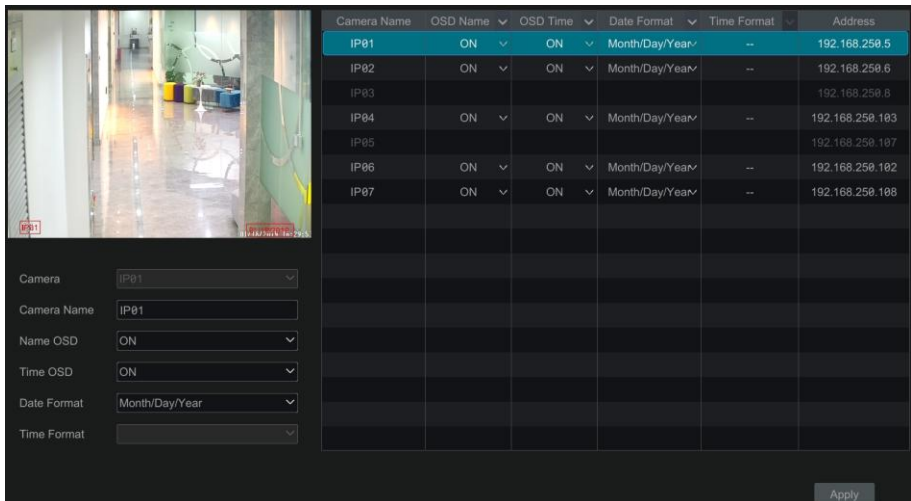 Camera Name OSD Name OSD Time Date Format Time Format Address
IP01 ON ON Month/Day/Year -- 192.168.250.5
IP02 ON ON Month/Day/Year -- 192.168.250.6
IP03 192.168.250.8
IP04 ON ON Month/Day/Year -- 192.168.250.103
IP05 192.168.250.107
IP06 ON ON Month/Day/Year -- 192.168.250.102
IP07 ON ON Month/Day/Year -- 192.168.250.108
IP01
Camera IP01
Camera Name IP01
Name OSD ON
Time OSD ON
Date Format Month/Day/Year
Time Format
Apply